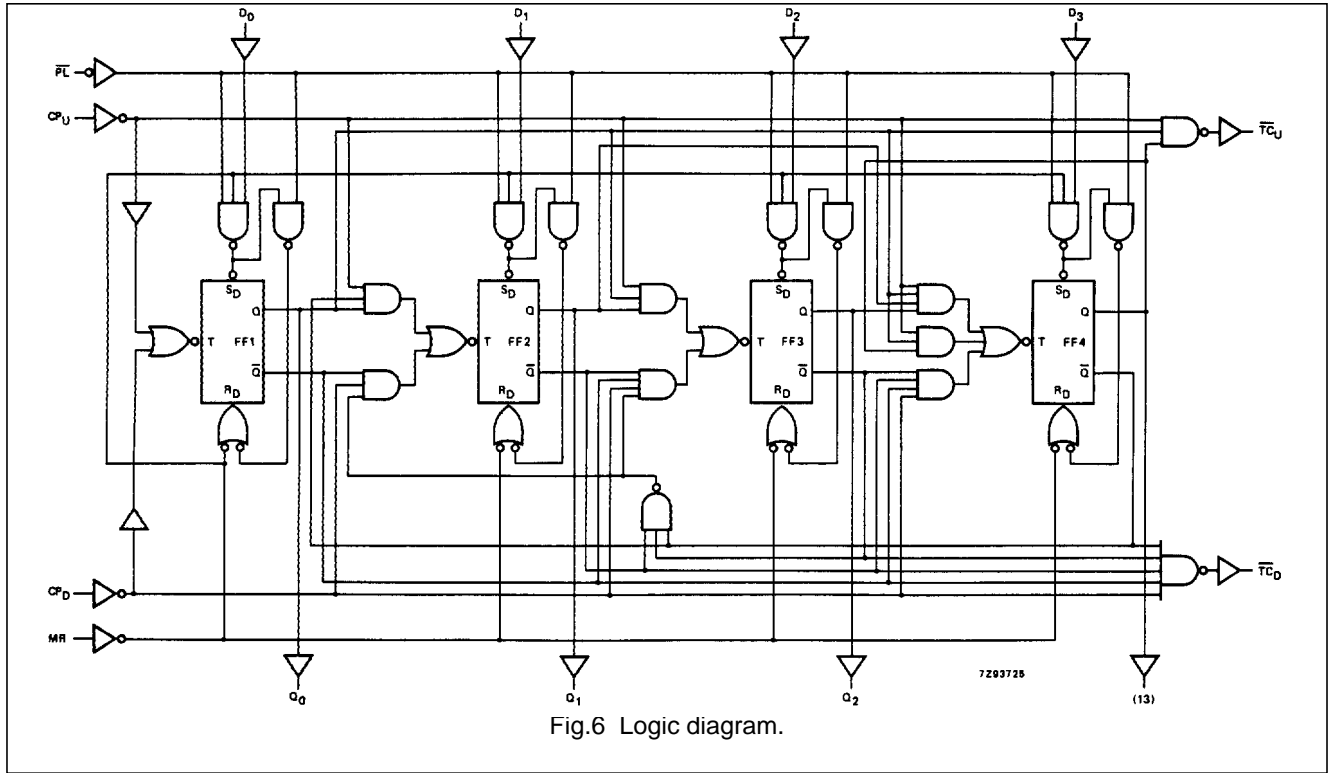 D0 D1 D2 D3
PL
CPU
TCU
SD SD SD SD
Q Q Q Q
T FF1 T FF2 T FF3 T FF4
Q Q Q Q
RD RD RD RD
CPD
TCD
MR
7Z93725
Q0 Q1 Q2 (13)
Fig.6 Logic diagram.